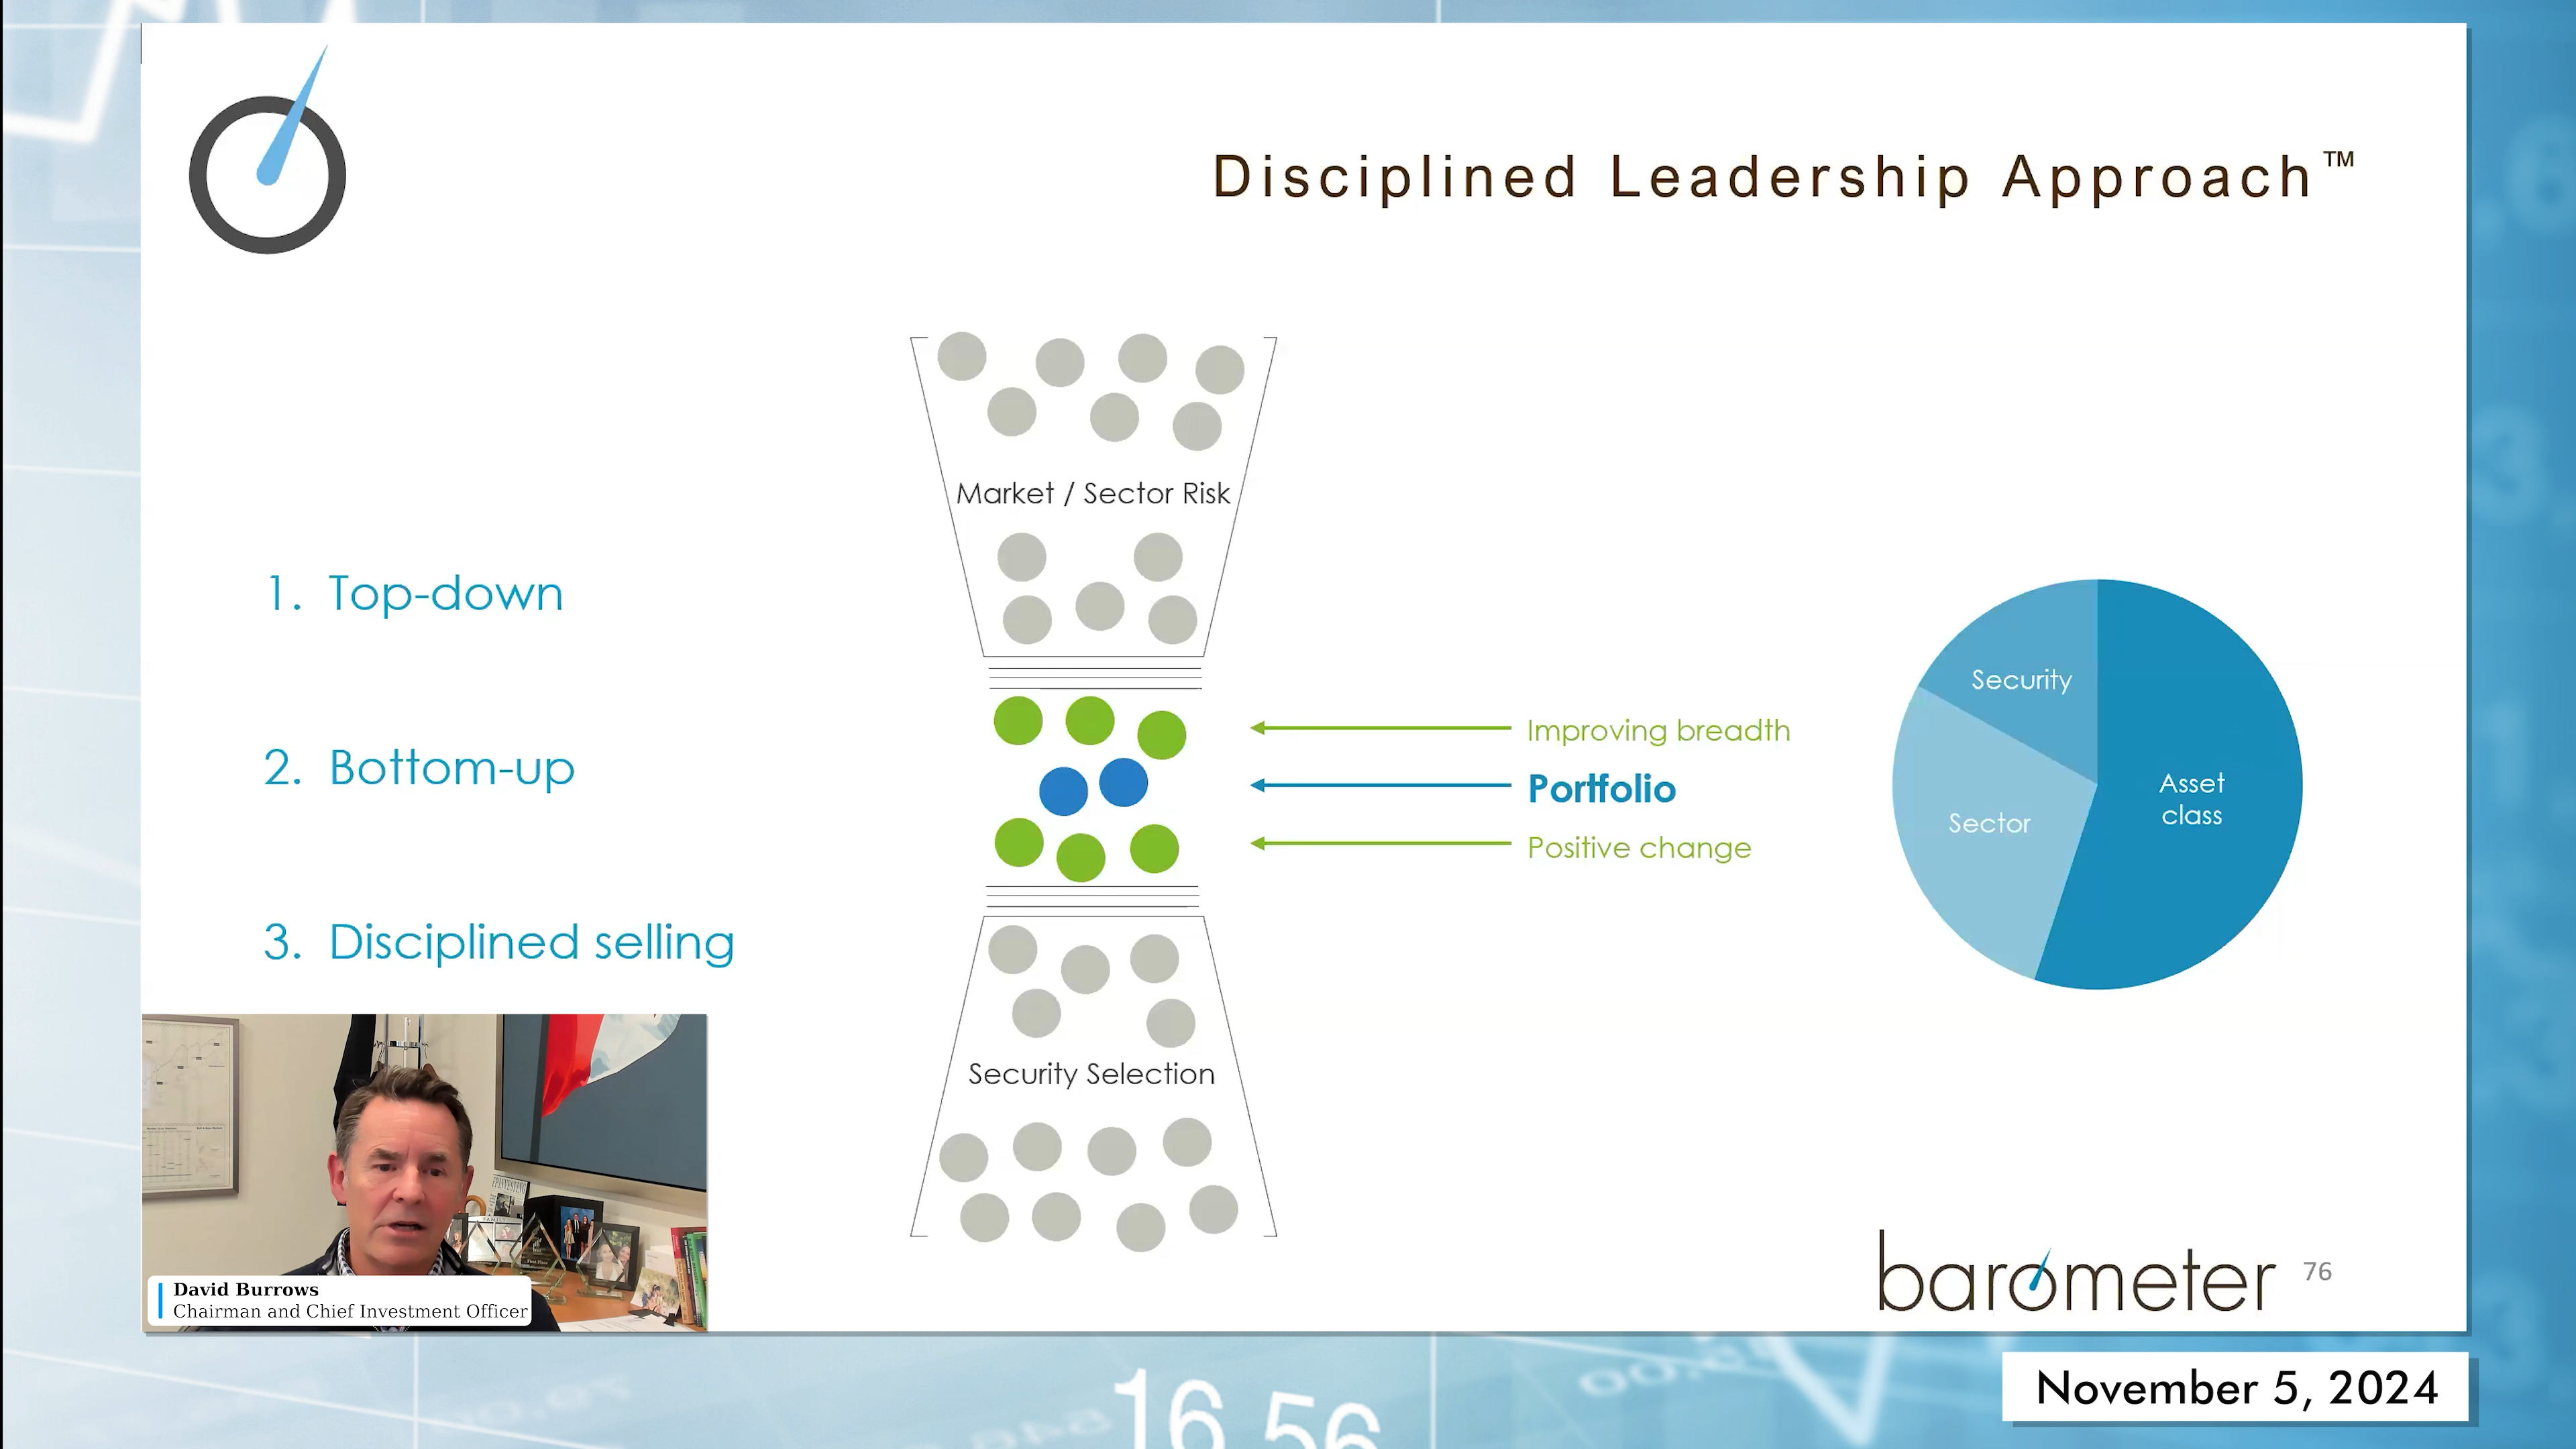 Disciplined Leadership Approach™
Market / Sector Risk
1. Top-down
2. Bottom-up
3. Disciplined selling
Improving breadth
Portfolio
Positive change
Security
Sector
Asset
class
Security Selection
David Burrows
Chairman and Chief Investment Officer
barometer
76
November 5, 2024
16.56